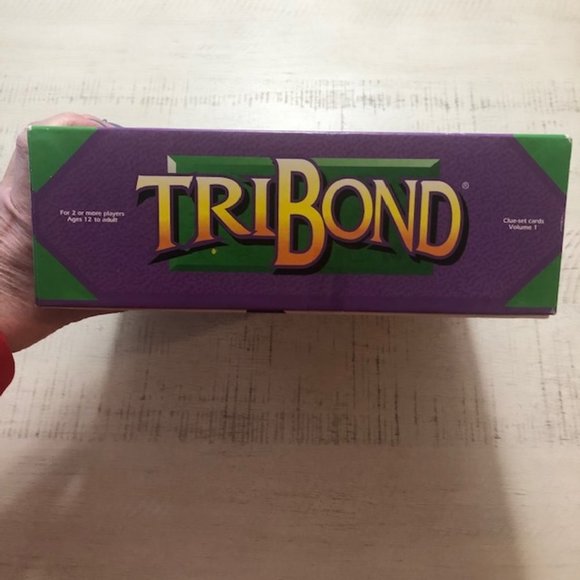 For 2 or more players
Ages 12 to adult
TRIBOND®
Clue-set cards
Volume 1